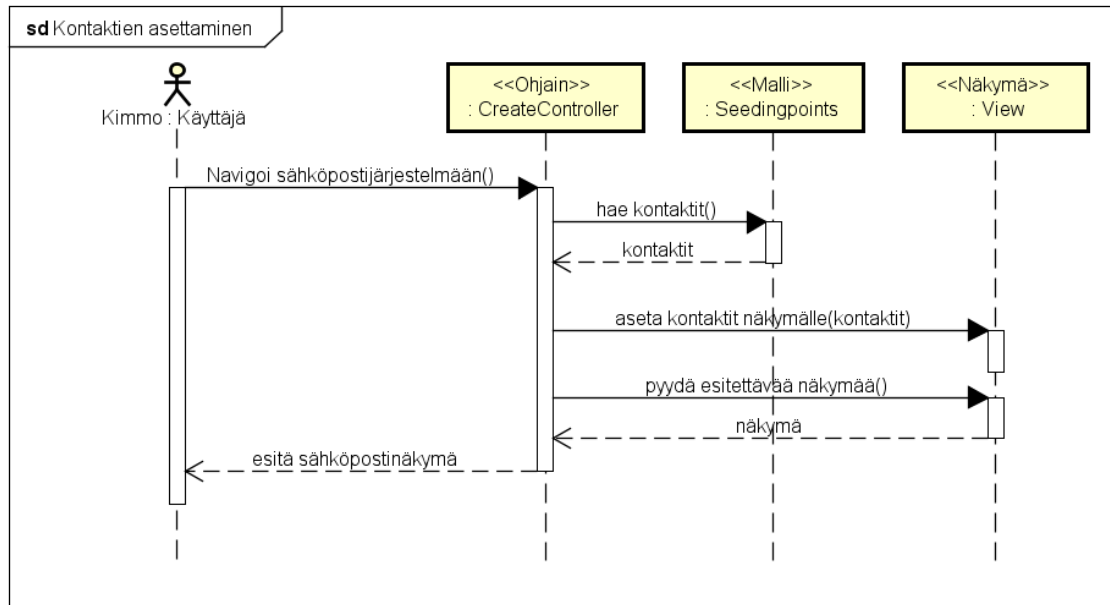 sd Kontaktien asettaminen
<<Ohjain>>
: CreateController
<<Malli>>
: Seedingpoints
<<Näkymä>>
: View
Kimmo : Käyttäjä
Navigoi sähköpostijärjestelmään()
hae kontaktit()
kontaktit
aseta kontaktit näkymälle(kontaktit)
pyydä esitettävää näkymää()
näkymä
esitä sähköpostinäkymä